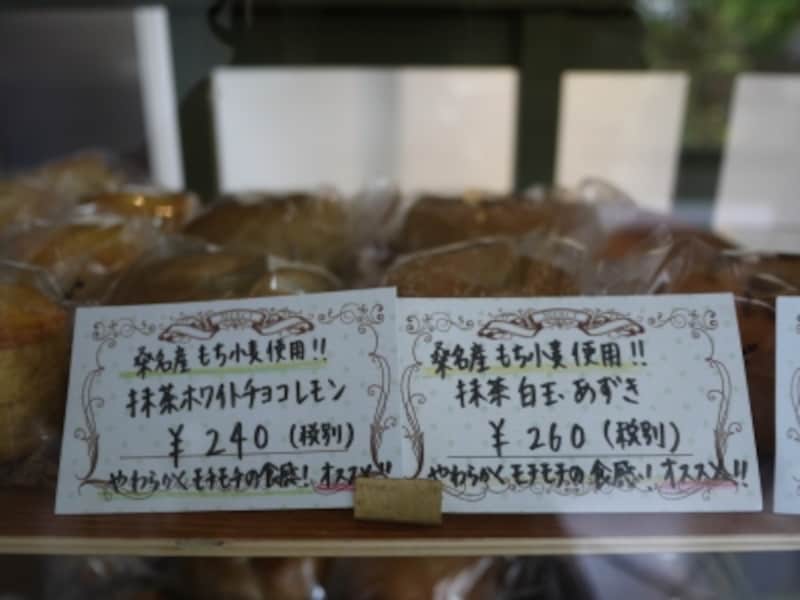 桑名産もち小麦使用!!
抹茶ホワイトチョコレモン
¥240(税別)
やわらかくモチモチの食感!オススメ!!
桑名産もち小麦使用!!
抹茶白玉.あずき
¥260(税別)
やわらかくモチモチの食感!オススメ!!